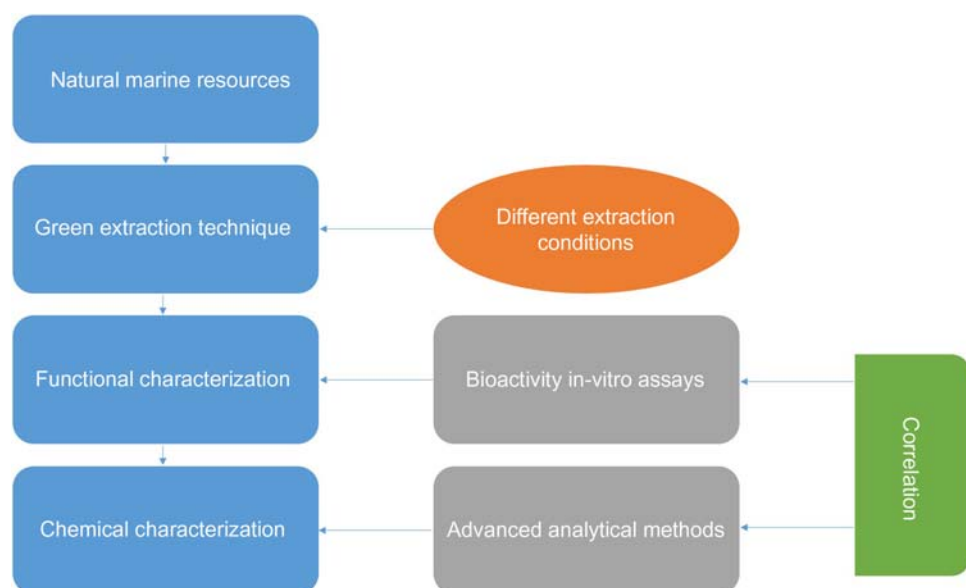 Natural marine resources
Green extraction technique
Different extraction
conditions
Functional characterization
Bioactivity in-vitro assays
Correlation
Chemical characterization
Advanced analytical methods